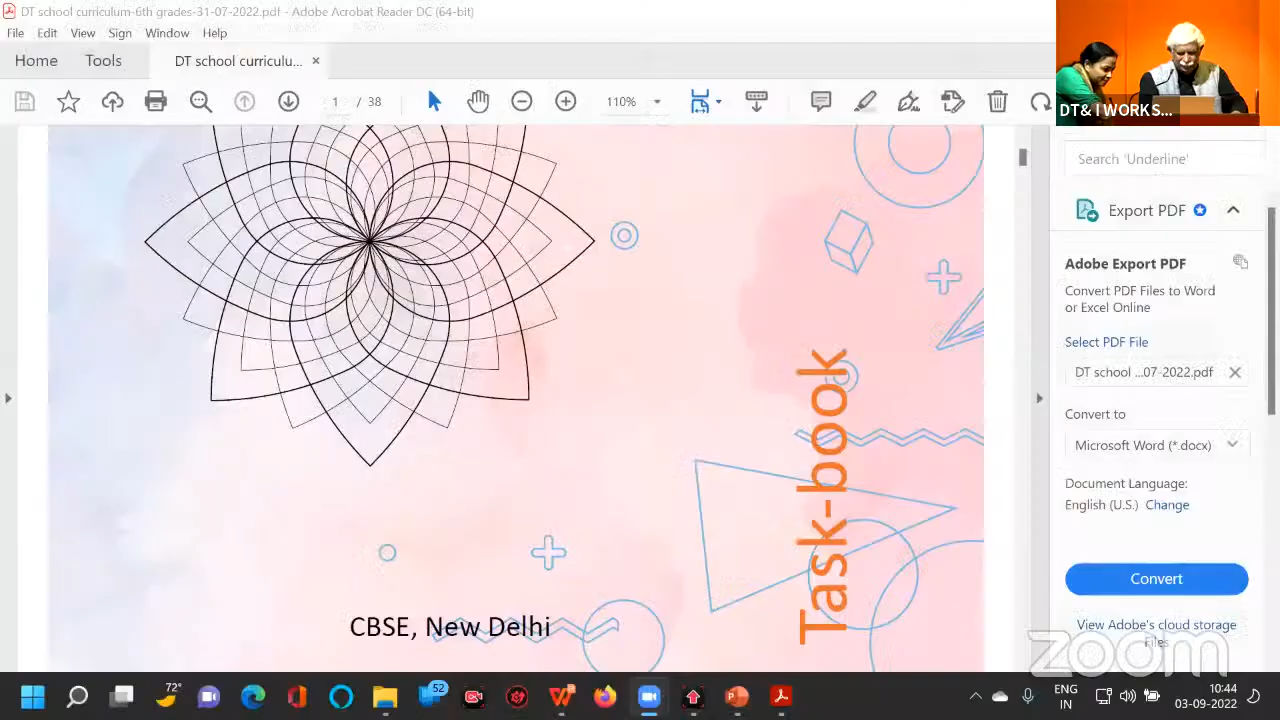 DT school curriculum-6th grades-31-07-2022.pdf - Adobe Acrobat Reader DC (64-bit)
File Edit View Sign Window Help
Home Tools DT school curriculu... ×
1 / 38 110%
DT& I WORKS...
Search 'Underline'
Export PDF
Adobe Export PDF
Convert PDF Files to Word
or Excel Online
Select PDF File
DT school ...07-2022.pdf
Convert to
Microsoft Word (*.docx)
Document Language:
English (U.S.) Change
Convert
View Adobe's cloud storage
Files
Task-book
CBSE, New Delhi
zoom
72°
52
ENG
IN
10:44
03-09-2022